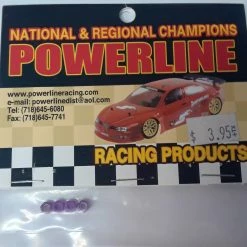 NATIONAL & REGIONAL CHAMPIONS
POWERLINE
www.powerlineracing.com
e-mail: powerlinedist@aol.com
Tel: (718)645-6080
Fax: (718)645-7741
$ 3.95
RACING PRODUCTS